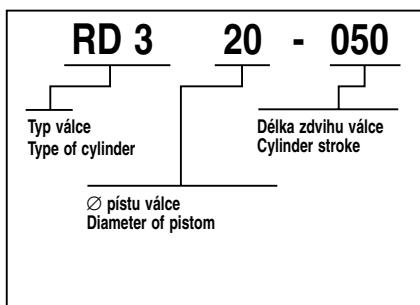 RD 3 20 - 050
Typ válce
Type of cylinder
Délka zdvihu válce
Cylinder stroke
∅ pístu válce
Diameter of pistom